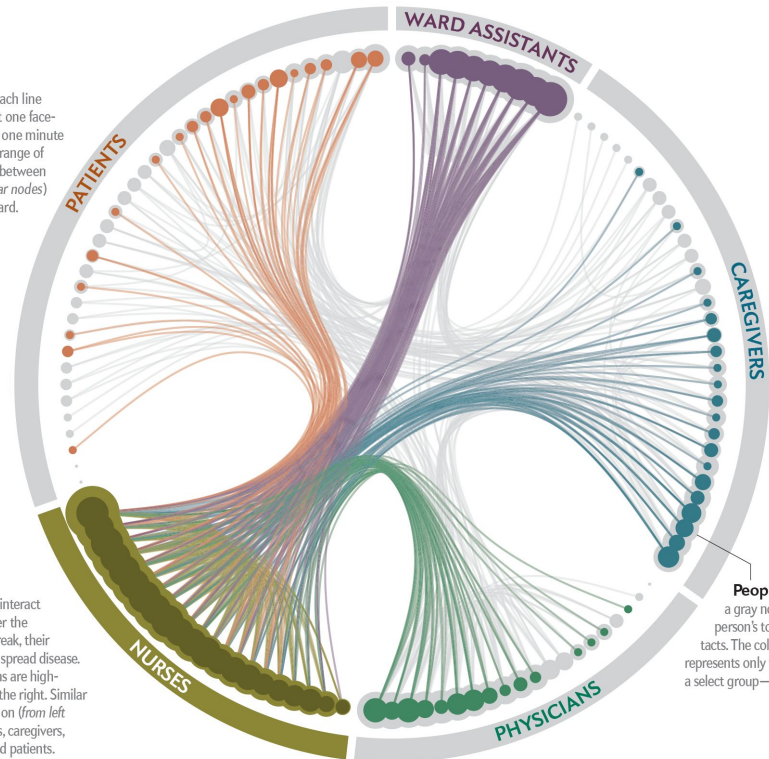 WARD ASSISTANTS
PATIENTS
CAREGIVERS
NURSES
PHYSICIANS
ach line
t one face-
one minute
range of
between
ar nodes)
ard.
interact
er the
reak, their
spread disease.
ns are high-
the right. Similar
on (from left
s, caregivers,
d patients.
Peop
a gray no
person's to
tacts. The col
represents only
a select group—